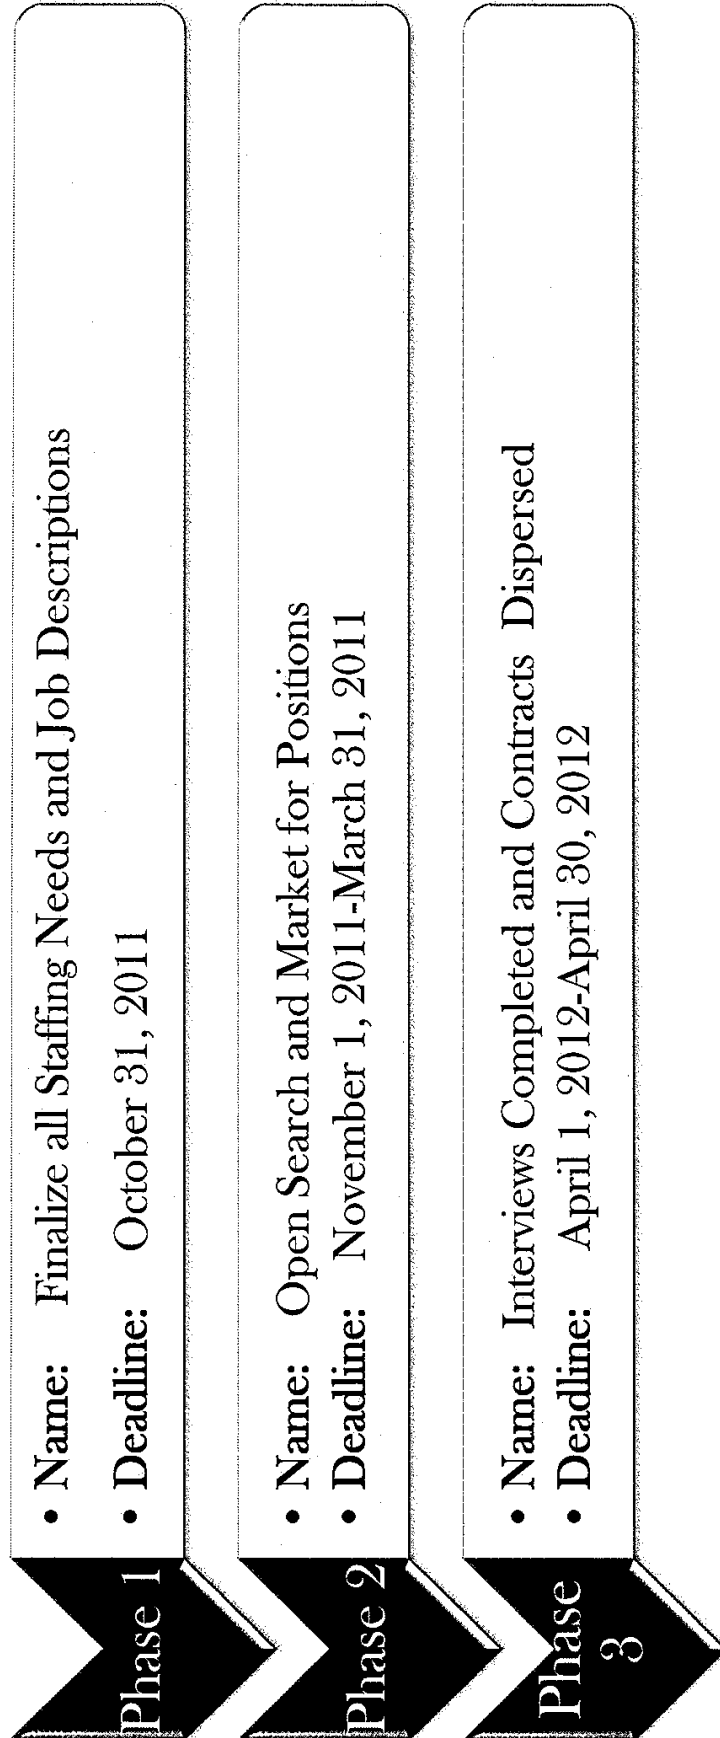 Phase 1
• Name: Finalize all Staffing Needs and Job Descriptions
• Deadline: October 31, 2011
Phase 2
• Name: Open Search and Market for Positions
• Deadline: November 1, 2011-March 31, 2011
Phase
3
• Name: Interviews Completed and Contracts Dispersed
• Deadline: April 1, 2012-April 30, 2012